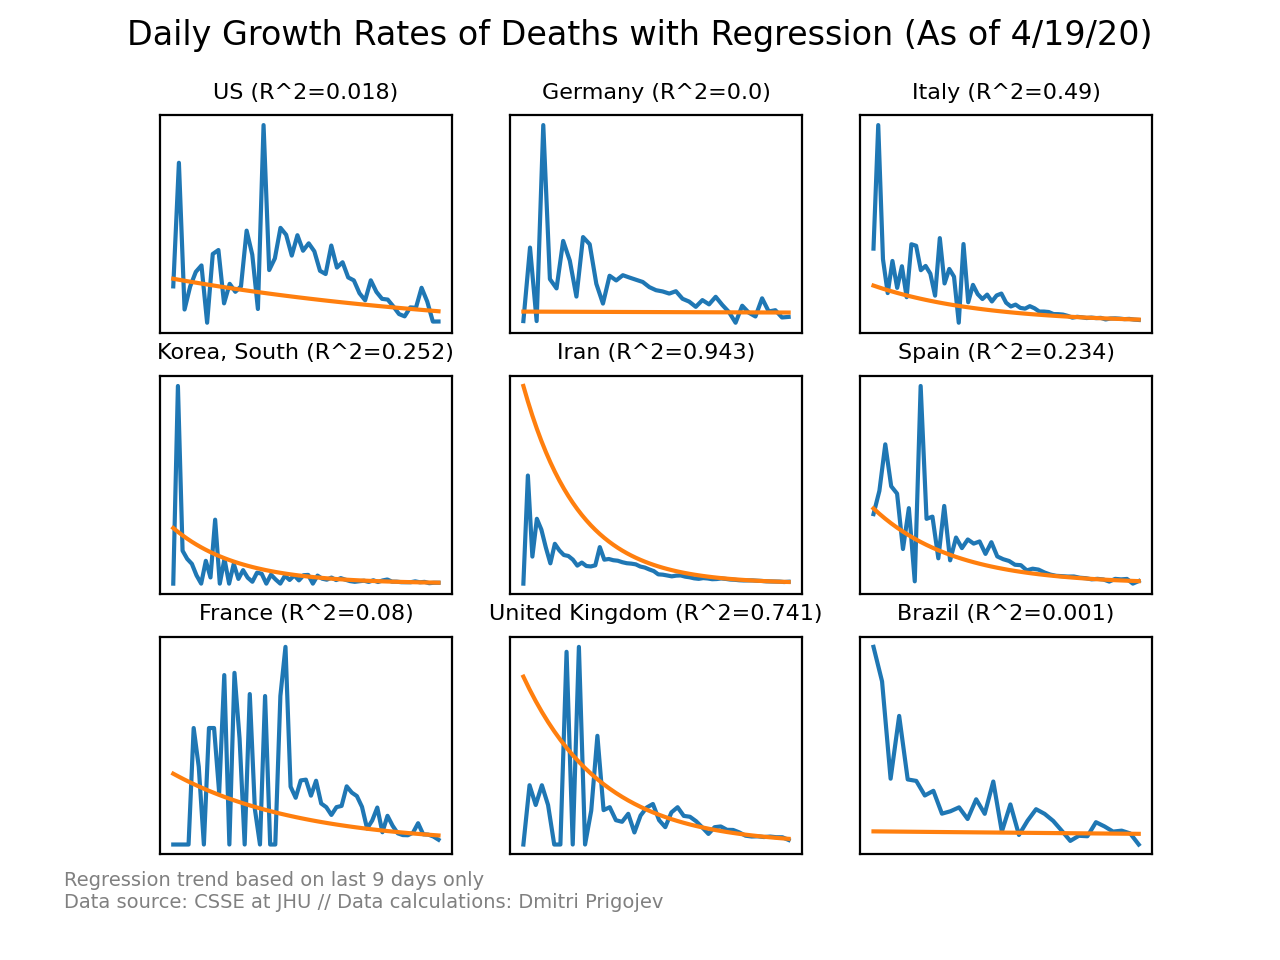 Daily Growth Rates of Deaths with Regression (As of 4/19/20)
US (R^2=0.018)
Germany (R^2=0.0)
Italy (R^2=0.49)
Korea, South (R^2=0.252)
Iran (R^2=0.943)
Spain (R^2=0.234)
France (R^2=0.08)
United Kingdom (R^2=0.741)
Brazil (R^2=0.001)
Regression trend based on last 9 days only
Data source: CSSE at JHU // Data calculations: Dmitri Prigojev